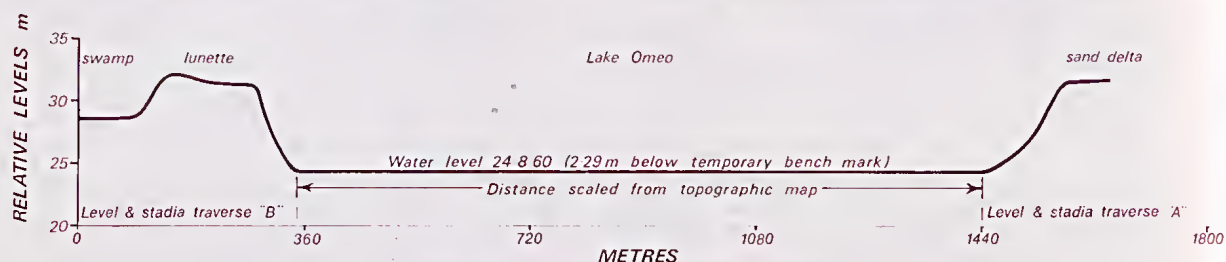 RELATIVE LEVELS m
35
30
25
20
swamp lunette Lake Omeo sand delta
Water level 24·8·60 (2·29m below temporary bench mark)
Distance scaled from topographic map
Level & stadia traverse "B" Level & stadia traverse "A"
0 360 720 1080 1440 1800
METRES